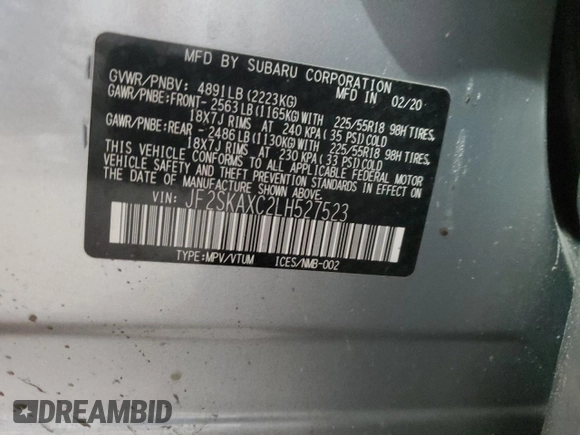 MFD BY SUBARU CORPORATION
GVWR/PNBV: 4891LB(2223KG) MFD IN 02/20
GAWR/PNBE:FRONT- 2563LB(1165KG)WITH 225/55R18 98H TIRES,
18X7J RIMS AT 240 KPA(35 PSI)COLD
GAWR/PNBE:REAR - 2486LB(1130KG)WITH 225/55R18 98H TIRES,
18X7J RIMS AT 230 KPA(33 PSI)COLD
THIS VEHICLE CONFORMS TO ALL APPLICABLE FEDERAL MOTOR
VEHICLE SAFETY AND THEFT PREVENTION STANDARDS IN EFFECT ON
THE DATE OF MANUFACTURE SHOWN ABOVE.
VIN: JF2SKAXC2LH527523
TYPE:MPV/VTUM ICES/NMB-002
DREAMBID